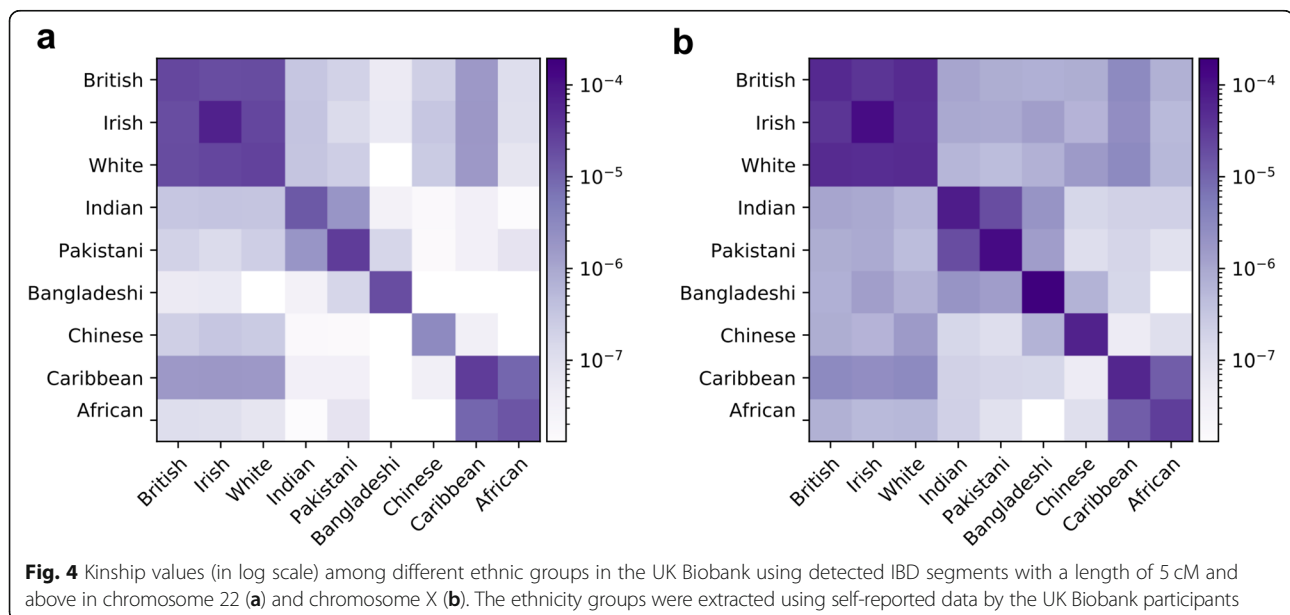 a
b
British
Irish
White
Indian
Pakistani
Bangladeshi
Chinese
Caribbean
African
British
Irish
White
Indian
Pakistani
Bangladeshi
Chinese
Caribbean
African
10⁻⁴
10⁻⁵
10⁻⁶
10⁻⁷
British
Irish
White
Indian
Pakistani
Bangladeshi
Chinese
Caribbean
African
British
Irish
White
Indian
Pakistani
Bangladeshi
Chinese
Caribbean
African
10⁻⁴
10⁻⁵
10⁻⁶
10⁻⁷
Fig. 4 Kinship values (in log scale) among different ethnic groups in the UK Biobank using detected IBD segments with a length of 5 cM and
above in chromosome 22 (a) and chromosome X (b). The ethnicity groups were extracted using self-reported data by the UK Biobank participants